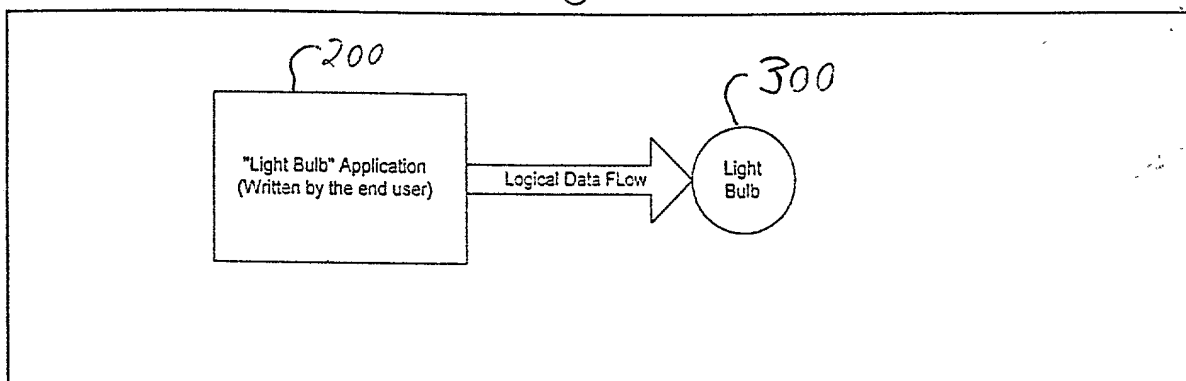 200
300
"Light Bulb" Application
(Written by the end user)
Logical Data FLow
Light
Bulb